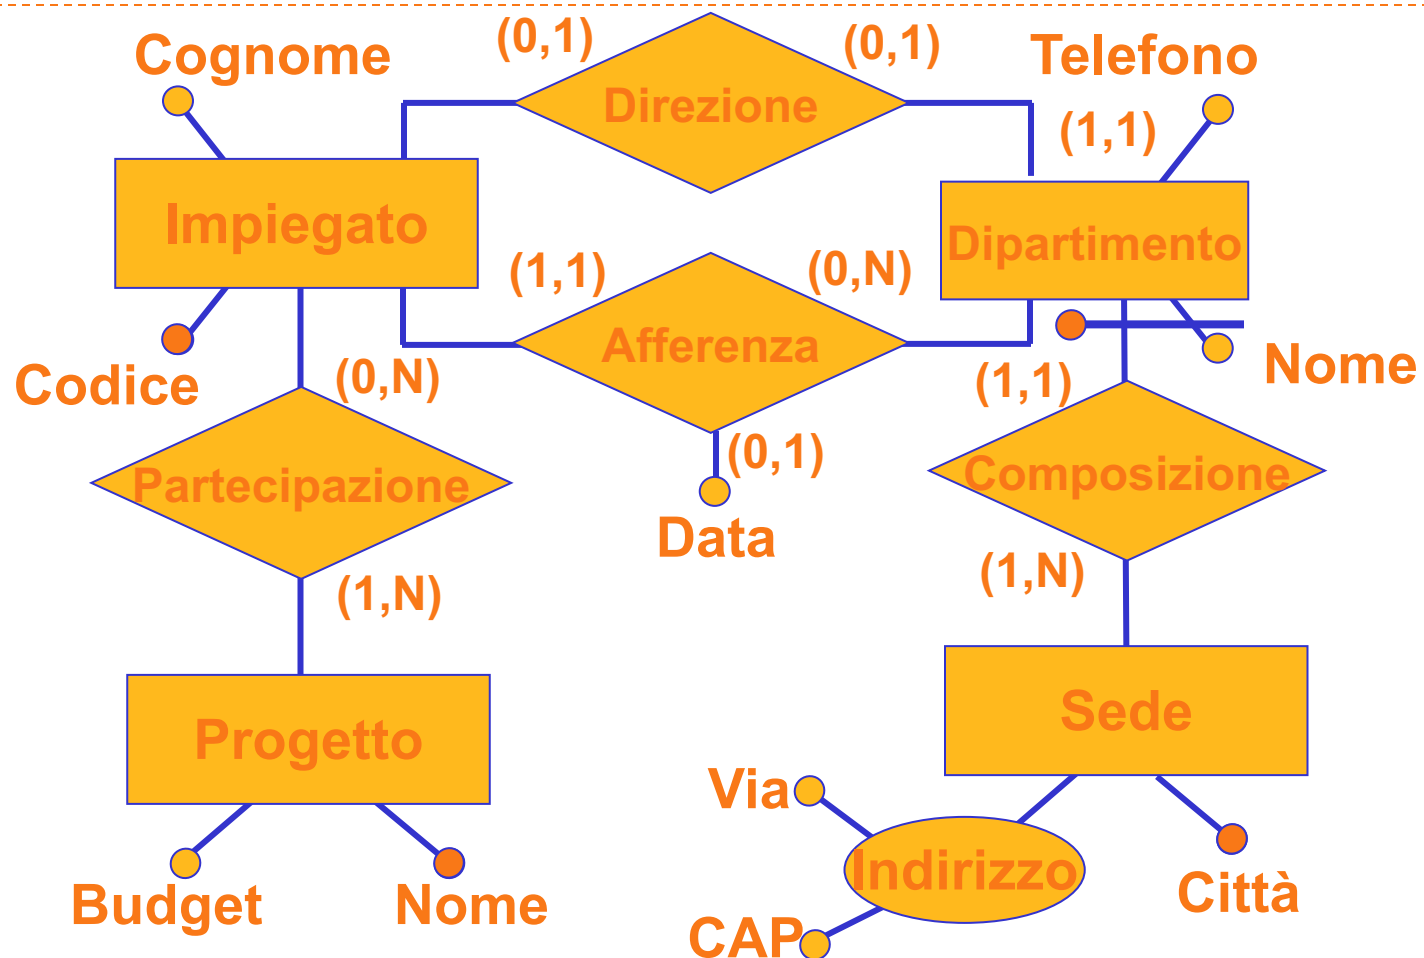 (0,1)
(0,1)
Cognome
Telefono
Direzione
(1,1)
Impiegato
Dipartimento
(1,1)
(0,N)
Afferenza
Codice
(0,N)
(1,1)
Nome
(0,1)
Partecipazione
Composizione
Data
(1,N)
(1,N)
Progetto
Sede
Via
Indirizzo
Città
Budget
Nome
CAP